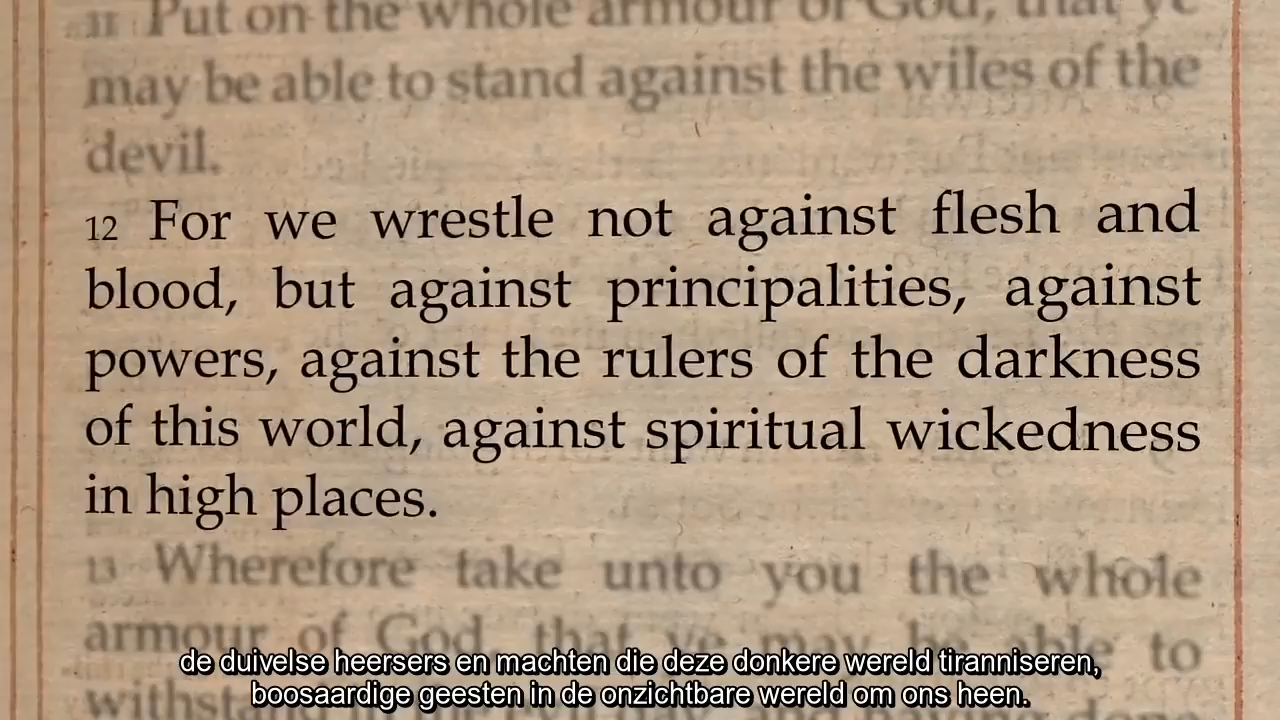 11 Put on the whole armour of God, that ye
may be able to stand against the wiles of the
devil.
12 For we wrestle not against flesh and
blood, but against principalities, against
powers, against the rulers of the darkness
of this world, against spiritual wickedness
in high places.
13 Wherefore take unto you the whole
armour of God, that ye may be able to
withst
de duivelse heersers en machten die deze donkere wereld tiranniseren,
boosaardige geesten in de onzichtbare wereld om ons heen.